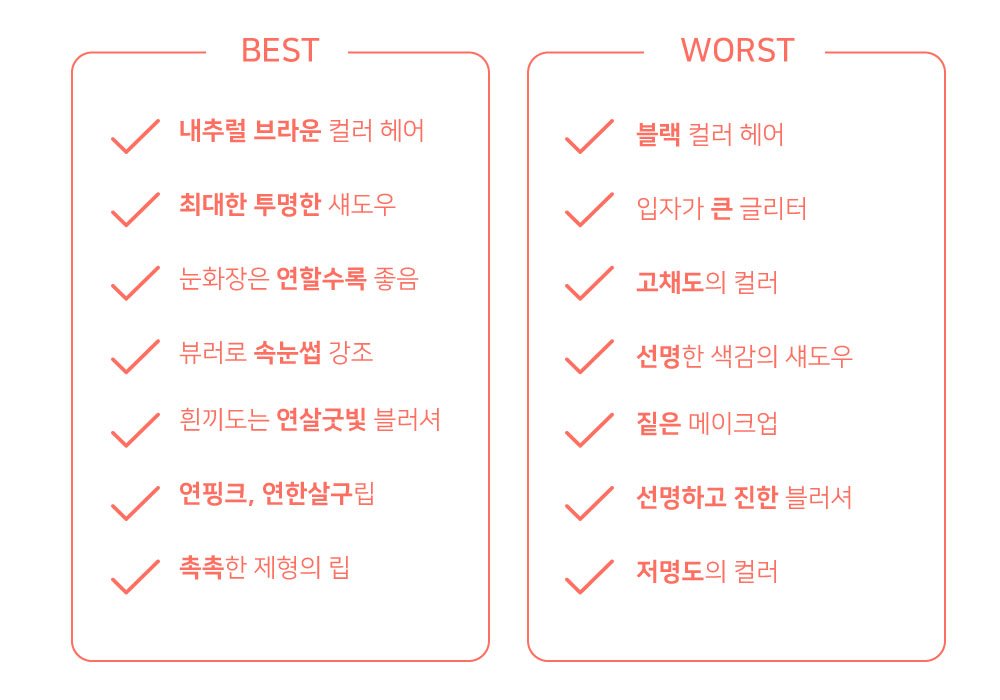 BEST
내추럴 브라운 컬러 헤어
최대한 투명한 섀도우
눈화장은 연할수록 좋음
뷰러로 속눈썹 강조
흰끼도는 연살굿빛 블러셔
연핑크, 연한살구립
촉촉한 제형의 립
WORST
블랙 컬러 헤어
입자가 큰 글리터
고채도의 컬러
선명한 색감의 섀도우
짙은 메이크업
선명하고 진한 블러셔
저명도의 컬러